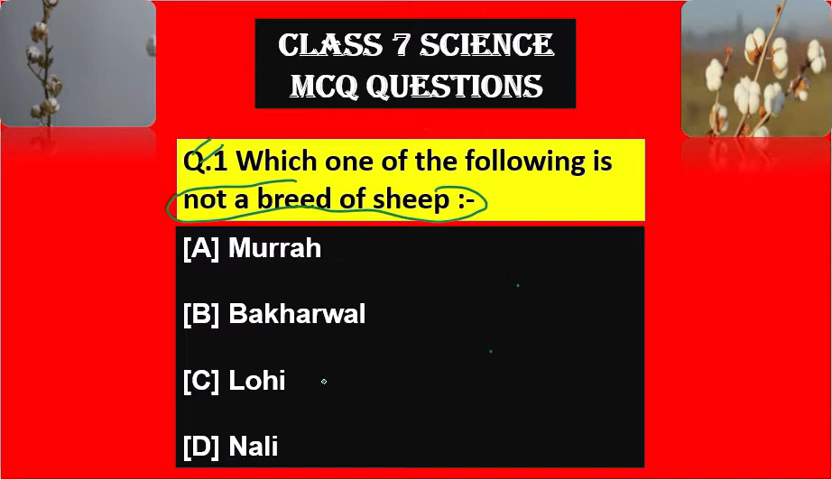 CLASS 7 SCIENCE
MCQ QUESTIONS
Q.1 Which one of the following is
not a breed of sheep :-
[A] Murrah
[B] Bakharwal
[C] Lohi
[D] Nali